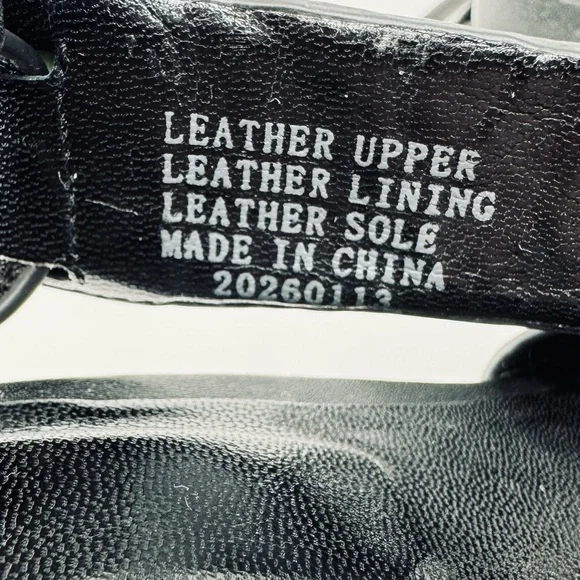 LEATHER UPPER
LEATHER LINING
LEATHER SOLE
MADE IN CHINA
20260113